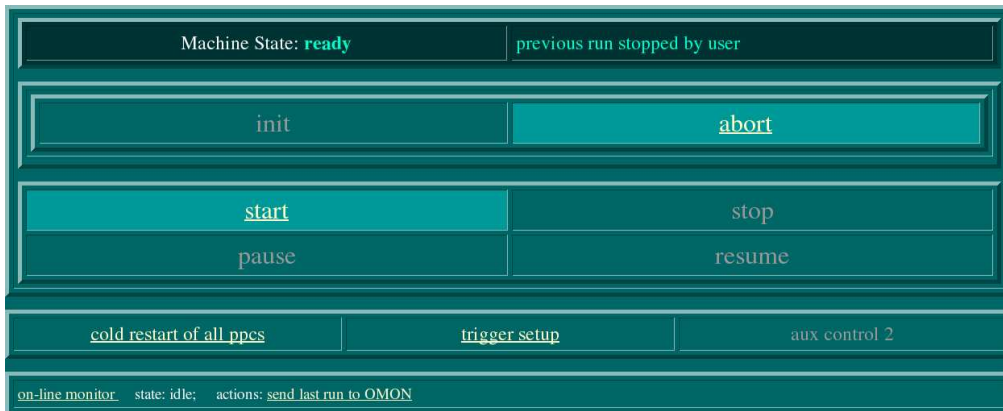 Machine State: ready previous run stopped by user
init abort
start stop
pause resume
cold restart of all ppcs trigger setup aux control 2
on-line monitor state: idle; actions: send last run to OMON